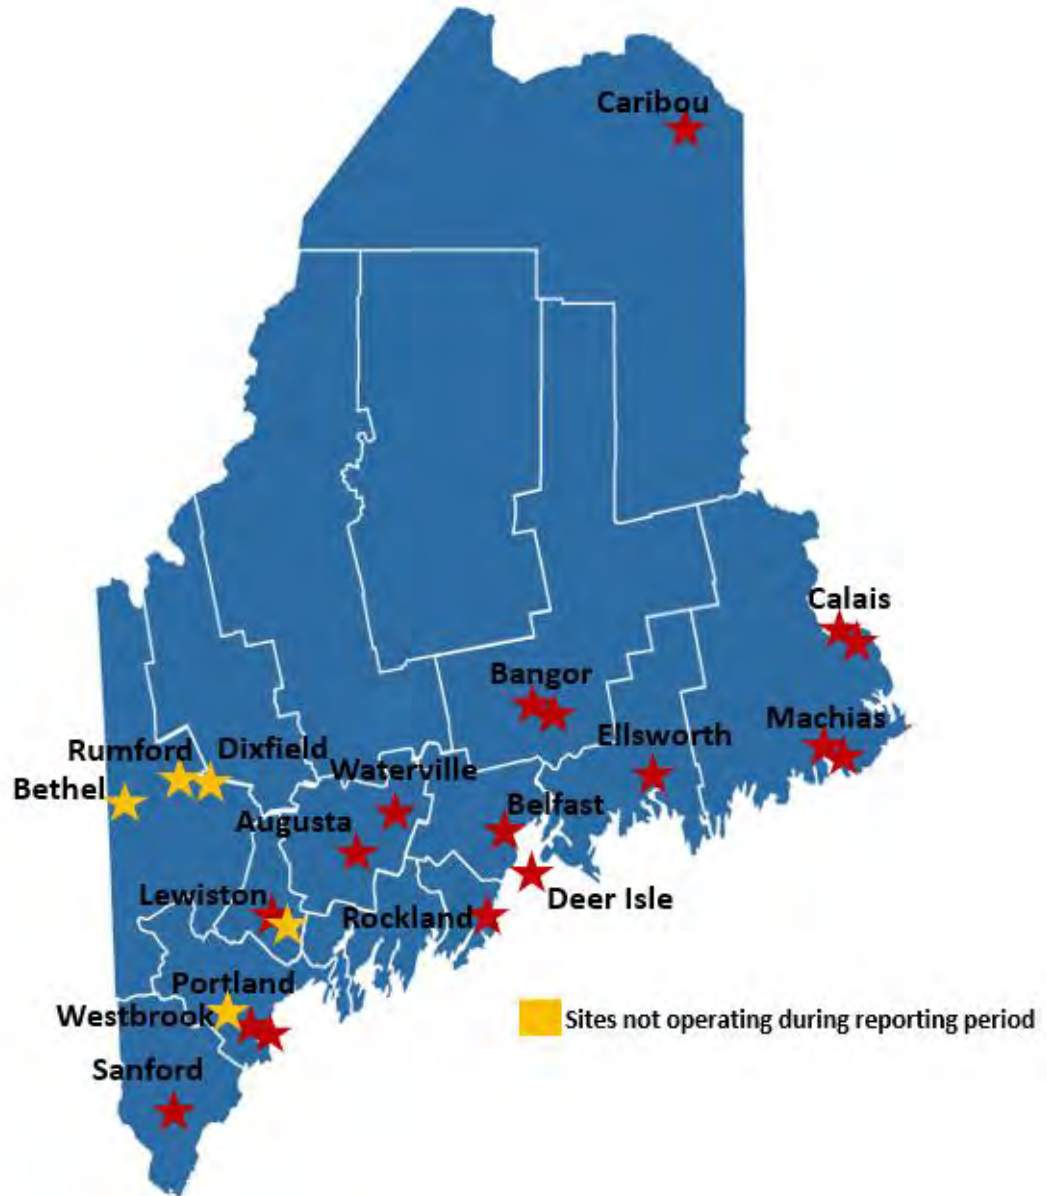 Caribou
Calais
Bangor
Machias
Ellsworth
Rumford
Dixfield
Waterville
Bethel
Belfast
Augusta
Lewiston
Deer Isle
Rockland
Portland
Westbrook
Sites not operating during reporting period
Sanford